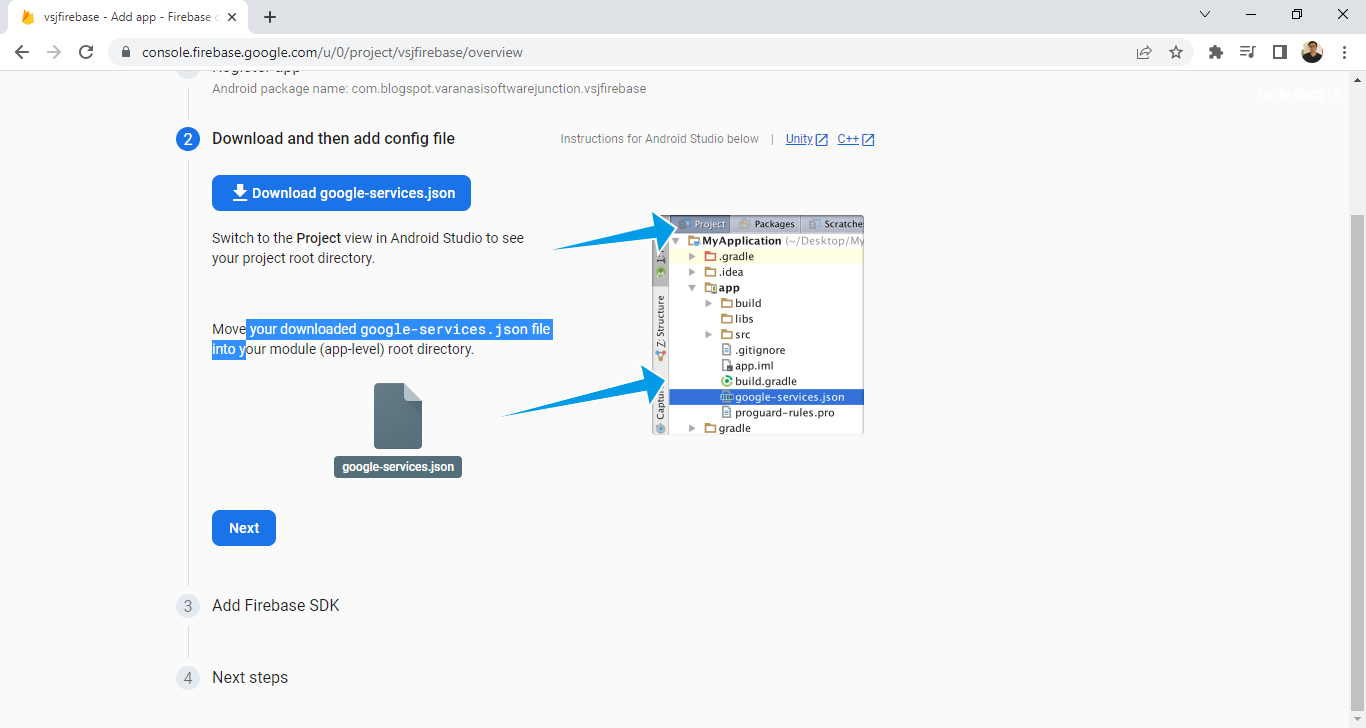 vsjfirebase - Add app - Firebase c
console.firebase.google.com/u/0/project/vsjfirebase/overview
Register app
Android package name: com.blogspot.varanasisoftwarejunction.vsjfirebase
Go to docs
2 Download and then add config file
Instructions for Android Studio below | Unity C++
Download google-services.json
Switch to the Project view in Android Studio to see
your project root directory.
Move your downloaded google-services.json file
into your module (app-level) root directory.
google-services.json
Project Packages Scratches
MyApplication (~/Desktop/My
.gradle
.idea
app
build
libs
src
.gitignore
app.iml
build.gradle
google-services.json
proguard-rules.pro
gradle
Z: Structure
Captur
Next
3 Add Firebase SDK
4 Next steps